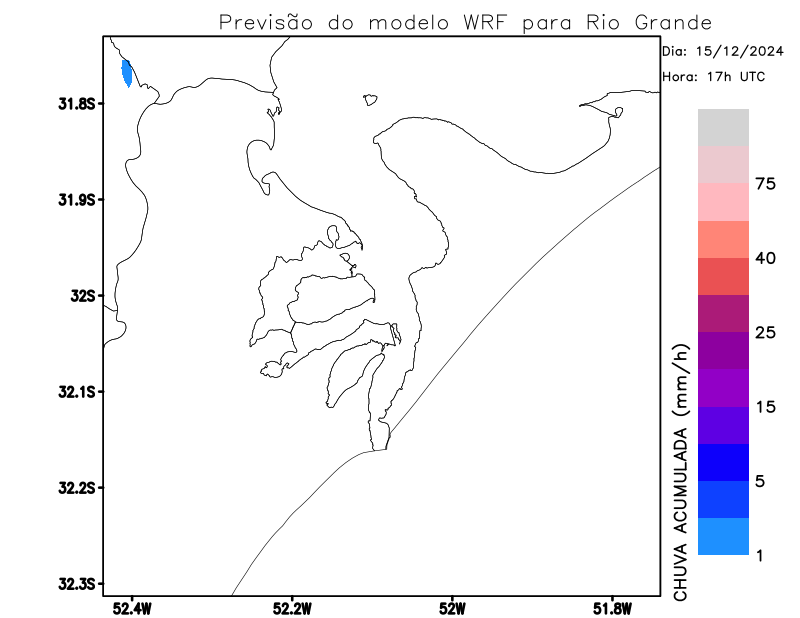 Previsão do modelo WRF para Rio Grande
Dia: 15/12/2024
Hora: 17h UTC
31.8S
31.9S
32S
32.1S
32.2S
32.3S
52.4W
52.2W
52W
51.8W
75
40
25
15
5
1
CHUVA ACUMULADA (mm/h)